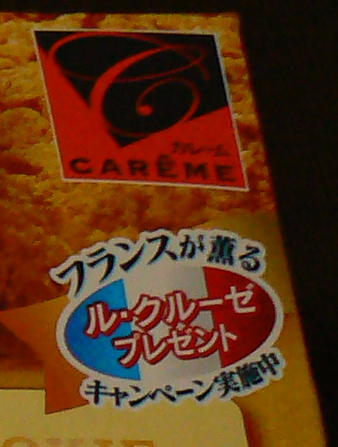 カレーム
CARÊME
フランスが薫る
ル・クルーゼ
プレゼント
キャンペーン実施中